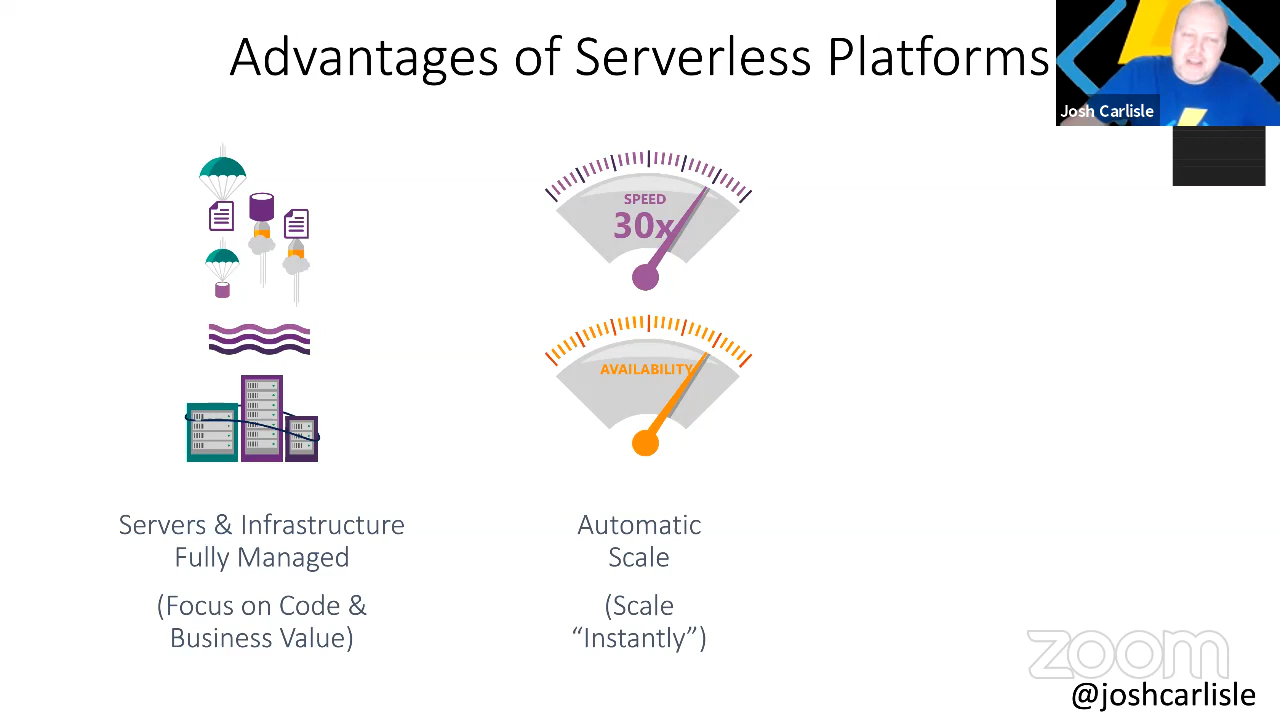 Advantages of Serverless Platforms
Josh Carlisle
SPEED
30x
AVAILABILITY
Servers & Infrastructure
Fully Managed
(Focus on Code &
Business Value)
Automatic
Scale
(Scale
“Instantly”)
zoom
@joshcarlisle